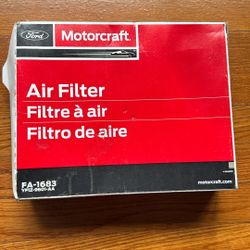 Ford
Motorcraft
Air Filter
Filtre à air
Filtro de aire
FA-1683
motorcraft.com